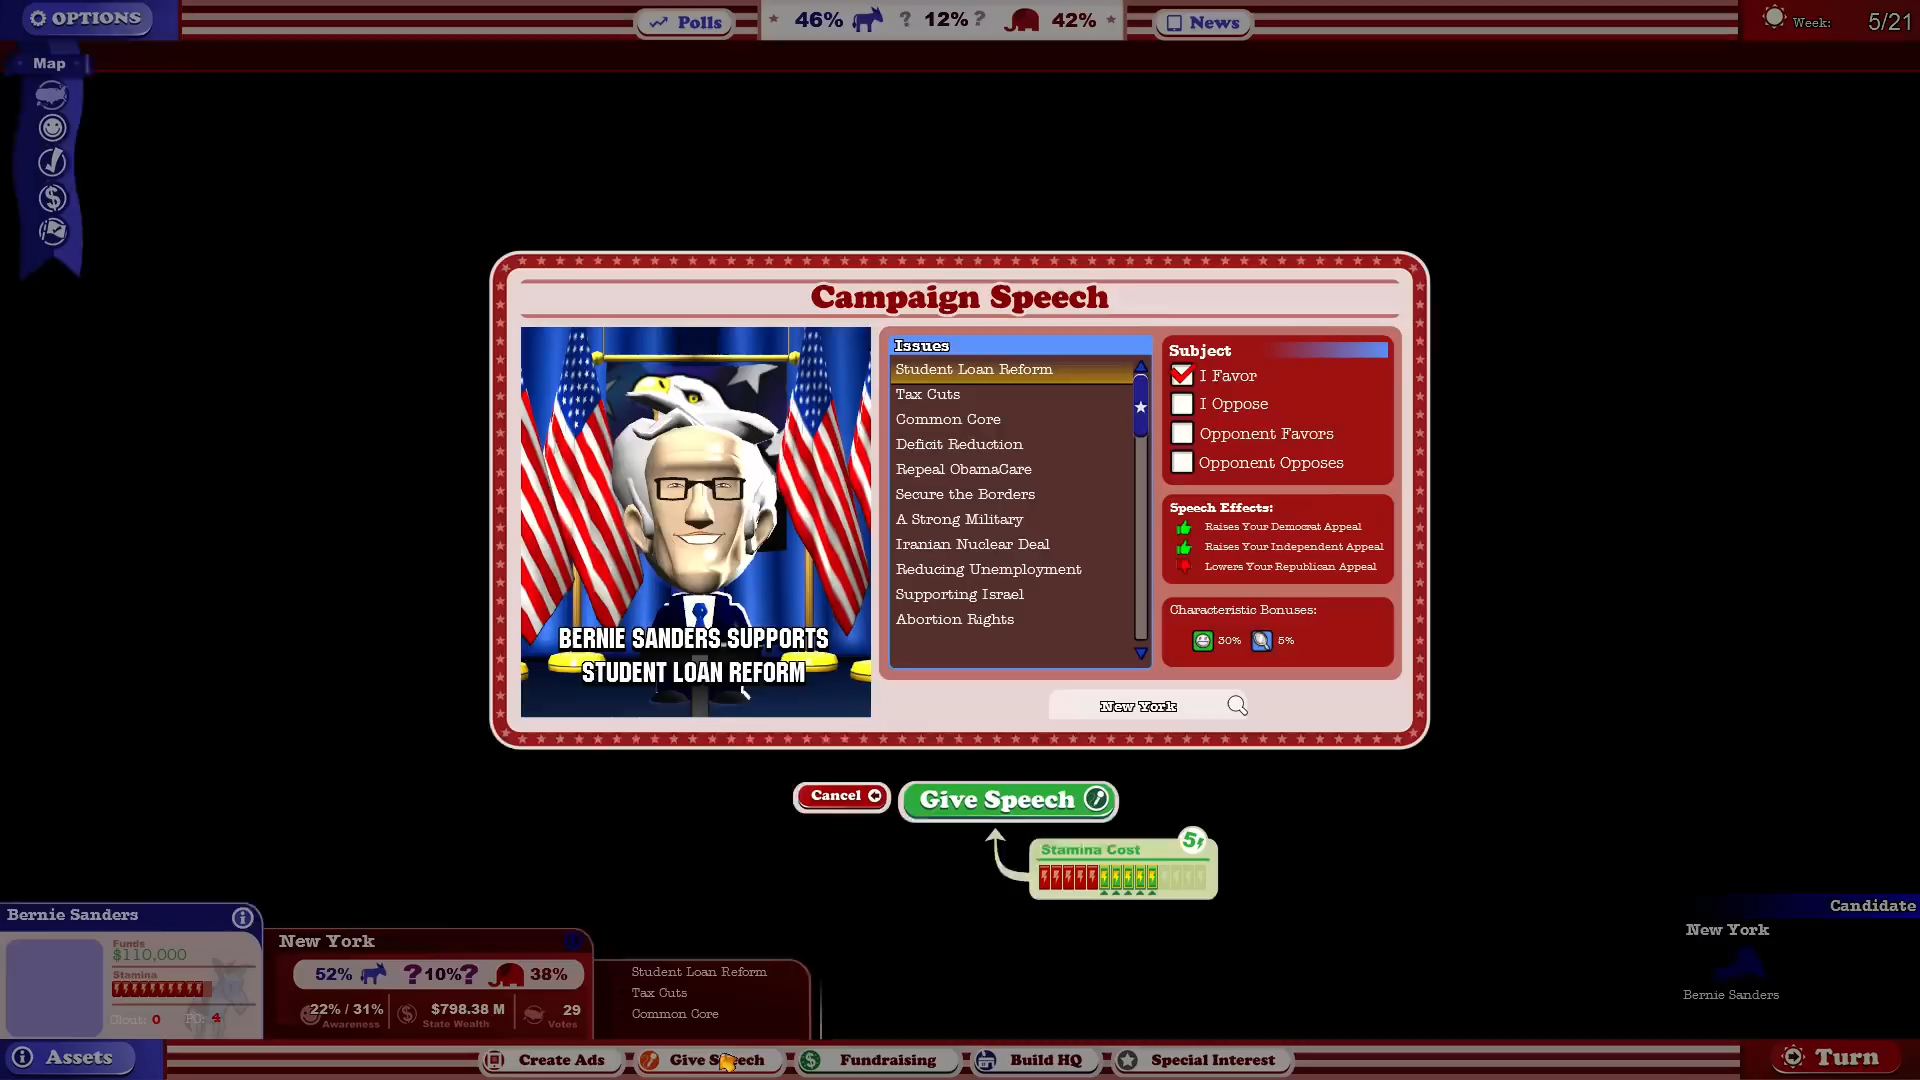 OPTIONS
Polls
46% ? 12% ? 42%
News
Week: 5/21
Map
Campaign Speech
Issues
Student Loan Reform
Tax Cuts
Common Core
Deficit Reduction
Repeal ObamaCare
Secure the Borders
A Strong Military
Iranian Nuclear Deal
Reducing Unemployment
Supporting Israel
Abortion Rights
Subject
I Favor
I Oppose
Opponent Favors
Opponent Opposes
Speech Effects:
Raises Your Democrat Appeal
Raises Your Independent Appeal
Lowers Your Republican Appeal
Characteristic Bonuses:
30% 5%
BERNIE SANDERS SUPPORTS
STUDENT LOAN REFORM
New York
Cancel
Give Speech
5
Stamina Cost
Bernie Sanders
Funds
$110,000
Stamina
Clout: 0 PC: 4
New York
52% ?10%? 38%
22% / 31% $798.38 M 29
Awareness State Wealth Votes
Student Loan Reform
Tax Cuts
Common Core
Candidate
New York
Bernie Sanders
Assets
Create Ads
Give Speech
Fundraising
Build HQ
Special Interest
Turn